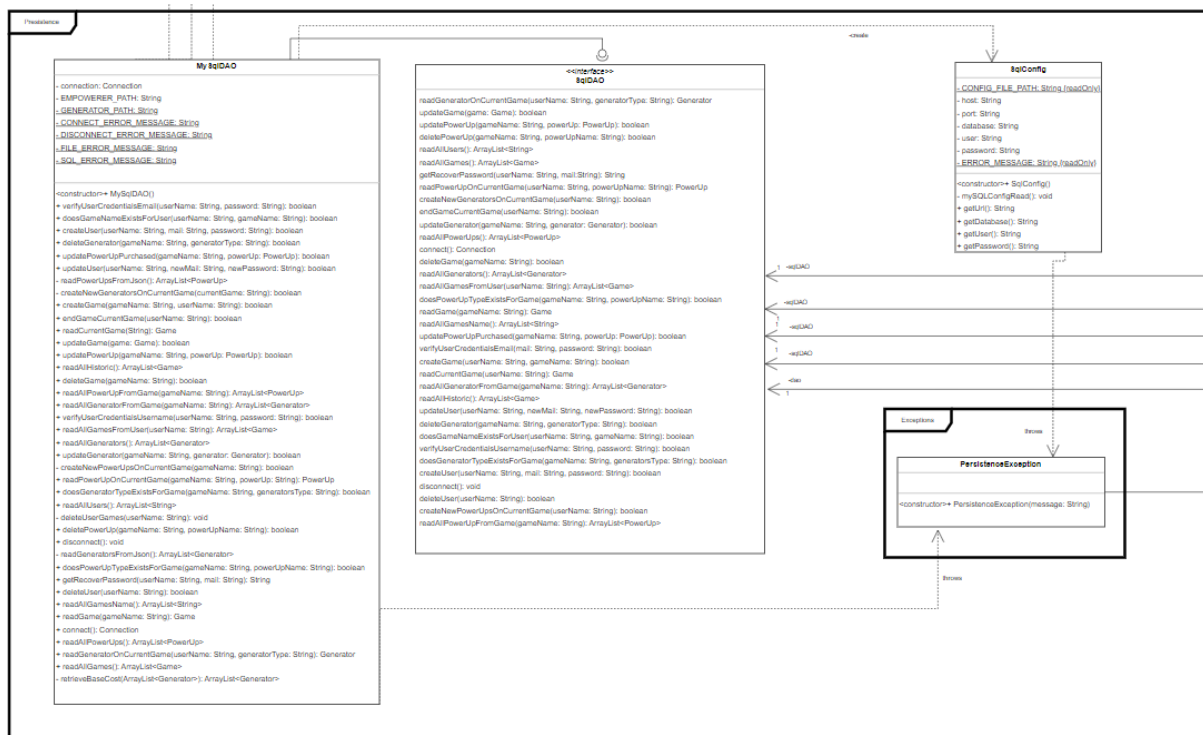 Persistence
MySqlDAO
- connection: Connection
- EMPOWERER_PATH: String
- GENERATOR_PATH: String
- CONNECT_ERROR_MESSAGE: String
- DISCONNECT_ERROR_MESSAGE: String
- FILE_ERROR_MESSAGE: String
- SQL_ERROR_MESSAGE: String
<constructor>+ MySqlDAO()
+ verifyUserCredentialsEmail(userName: String, password: String): boolean
+ doesGameNameExistsForUser(userName: String, gameName: String): boolean
+ createUser(userName: String, mail: String, password: String): boolean
+ deleteGenerator(gameName: String, generatorType: String): boolean
+ updatePowerUpPurchased(gameName: String, powerUp: PowerUp): boolean
+ updateUser(userName: String, newMail: String, newPassword: String): boolean
- readPowerUpsFromJson(): ArrayList<PowerUp>
- createNewGeneratorsOnCurrentGame(currentGame: String): boolean
+ createGame(gameName: String, userName: String): boolean
+ endGameCurrentGame(userName: String): boolean
+ readCurrentGame(String): Game
+ updateGame(game: Game): boolean
+ updatePowerUp(gameName: String, powerUp: PowerUp): boolean
+ readAllHistoric(): ArrayList<Game>
+ deleteGame(gameName: String): boolean
+ readAllPowerUpFromGame(gameName: String): ArrayList<PowerUp>
+ readAllGeneratorFromGame(gameName: String): ArrayList<Generator>
+ verifyUserCredentialsUsername(userName: String, password: String): boolean
+ readAllGamesFromUser(userName: String): ArrayList<Game>
+ readAllGenerators(): ArrayList<Generator>
+ updateGenerator(gameName: String, generator: Generator): boolean
- createNewPowerUpsOnCurrentGame(gameName: String): boolean
+ readPowerUpOnCurrentGame(gameName: String, powerUp: String): PowerUp
+ doesGeneratorTypeExistsForGame(gameName: String, generatorsType: String): boolean
+ readAllUsers(): ArrayList<String>
- deleteUserGames(userName: String): void
+ deletePowerUp(gameName: String, powerUpName: String): boolean
+ disconnect(): void
- readGeneratorsFromJson(): ArrayList<Generator>
+ doesPowerUpTypeExistsForGame(gameName: String, powerUpName: String): boolean
+ getRecoverPassword(userName: String, mail: String): String
+ deleteUser(userName: String): boolean
+ readAllGamesName(): ArrayList<String>
+ readGame(gameName: String): Game
+ connect(): Connection
+ readAllPowerUps(): ArrayList<PowerUp>
+ readGeneratorOnCurrentGame(userName: String, generatorType: String): Generator
+ readAllGames(): ArrayList<Game>
- retrieveBaseCost(ArrayList<Generator>): ArrayList<Generator>
<<interface>>
SqlDAO
readGeneratorOnCurrentGame(userName: String, generatorType: String): Generator
updateGame(game: Game): boolean
updatePowerUp(gameName: String, powerUp: PowerUp): boolean
deletePowerUp(gameName: String, powerUpName: String): boolean
readAllUsers(): ArrayList<String>
readAllGames(): ArrayList<Game>
getRecoverPassword(userName: String, mail:String): String
readPowerUpOnCurrentGame(userName: String, powerUpName: String): PowerUp
createNewGeneratorsOnCurrentGame(userName: String): boolean
endGameCurrentGame(userName: String): boolean
updateGenerator(gameName: String, generator: Generator): boolean
readAllPowerUps(): ArrayList<PowerUp>
connect(): Connection
deleteGame(gameName: String): boolean
readAllGenerators(): ArrayList<Generator>
readAllGamesFromUser(userName: String): ArrayList<Game>
doesPowerUpTypeExistsForGame(gameName: String, powerUpName: String): boolean
readGame(gameName: String): Game
readAllGamesName(): ArrayList<String>
updatePowerUpPurchased(gameName: String, powerUp: PowerUp): boolean
verifyUserCredentialsEmail(mail: String, password: String): boolean
createGame(userName: String, gameName: String): boolean
readCurrentGame(userName: String): Game
readAllGeneratorFromGame(gameName: String): ArrayList<Generator>
readAllHistoric(): ArrayList<Game>
updateUser(userName: String, newMail: String, newPassword: String): boolean
deleteGenerator(gameName: String, generatorType: String): boolean
doesGameNameExistsForUser(userName: String, gameName: String): boolean
verifyUserCredentialsUsername(userName: String, password: String): boolean
doesGeneratorTypeExistsForGame(gameName: String, generatorsType: String): boolean
createUser(userName: String, mail: String, password: String): boolean
disconnect(): void
deleteUser(userName: String): boolean
createNewPowerUpsOnCurrentGame(userName: String): boolean
readAllPowerUpFromGame(gameName: String): ArrayList<PowerUp>
-create
SqlConfig
- CONFIG_FILE_PATH: String {readOnly}
- host: String
- port: String
- database: String
- user: String
- password: String
- ERROR_MESSAGE: String {readOnly}
<constructor>+ SqlConfig()
- mySQLConfigRead(): void
+ getUrl(): String
+ getDatabase(): String
+ getUser(): String
+ getPassword(): String
1 -sqlDAO
-sqlDAO
1
1 -sqlDAO
1 -sqlDAO
-dao
1
throws
Exceptions
PersistenceException
<constructor>+ PersistenceException(message: String)
throws